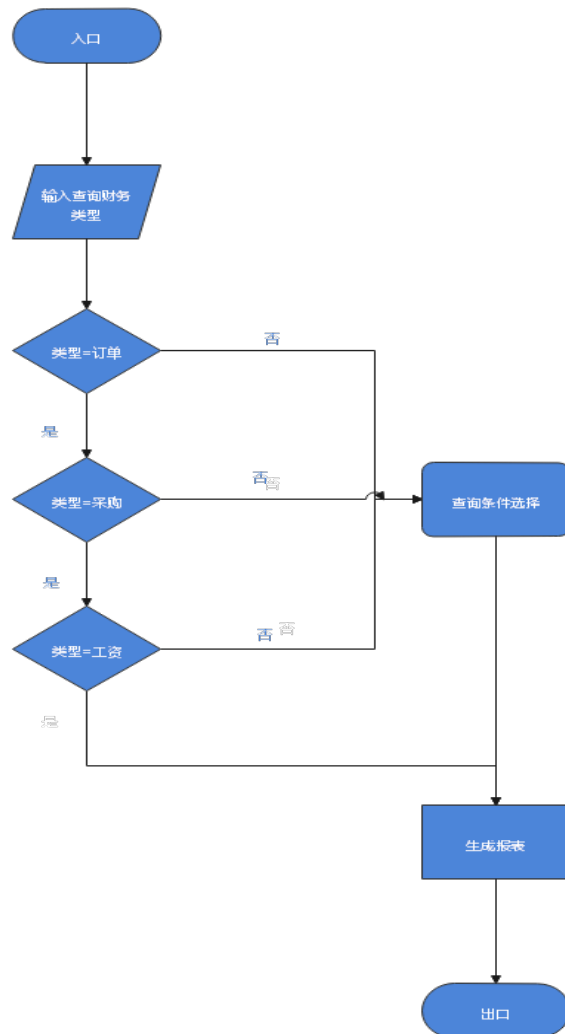 入口
输入查询财务
类型
类型=订单
否
是
类型=采购
否
否
查询条件选择
是
类型=工资
否
否
是
生成报表
出口